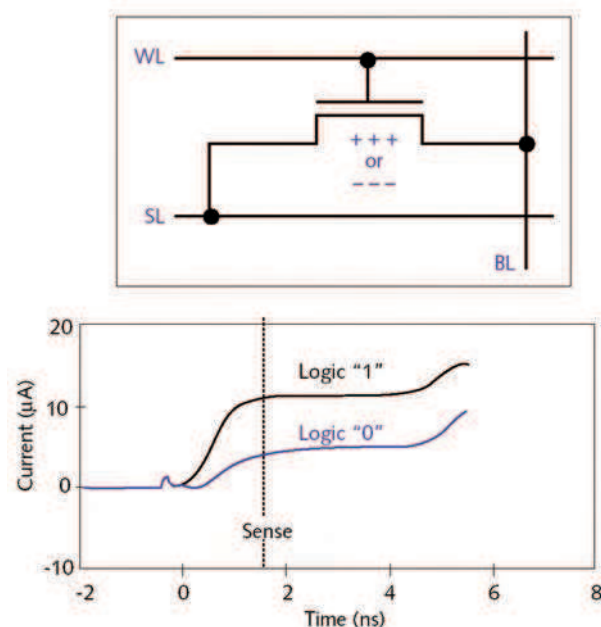 WL
+ + +
or
– – –
SL
BL
20
10
0
-10
Current (µA)
Logic “1”
Logic “0”
Sense
-2
0
2
4
6
8
Time (ns)